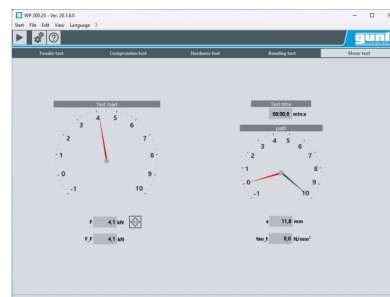 WP 300.20 - Ver. 20.1.6.0
Start File Edit View Language ?
gunt
Tensile test Compression test Hardness test Bending test Shear test
Test load
-1 0 1 2 3 4 5 6 7 8 9 10
F 4,1 kN
F_F 4,1 kN
Test time
00:00,0 min:s
path
-1 0 1 2 3 4 5 6 7 8 9 10
s 11,8 mm
tau_t 0,0 N/mm²